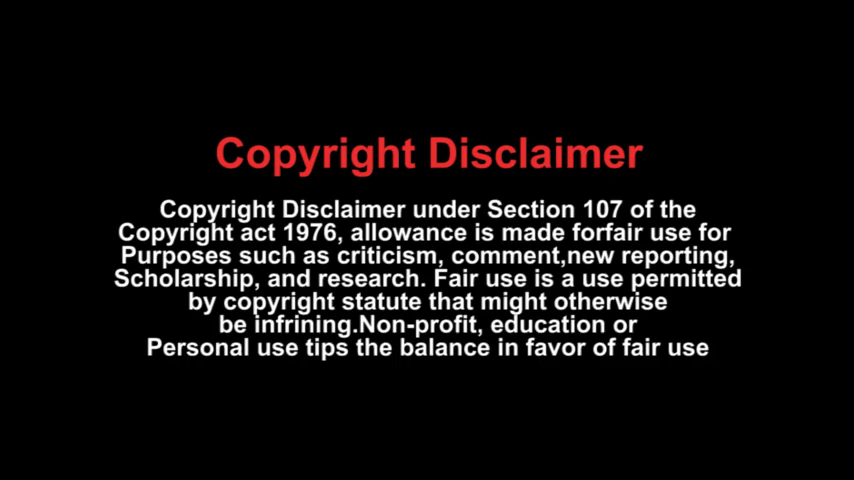 Copyright Disclaimer
Copyright Disclaimer under Section 107 of the
Copyright act 1976, allowance is made forfair use for
Purposes such as criticism, comment,new reporting,
Scholarship, and research. Fair use is a use permitted
by copyright statute that might otherwise
be infrining.Non-profit, education or
Personal use tips the balance in favor of fair use